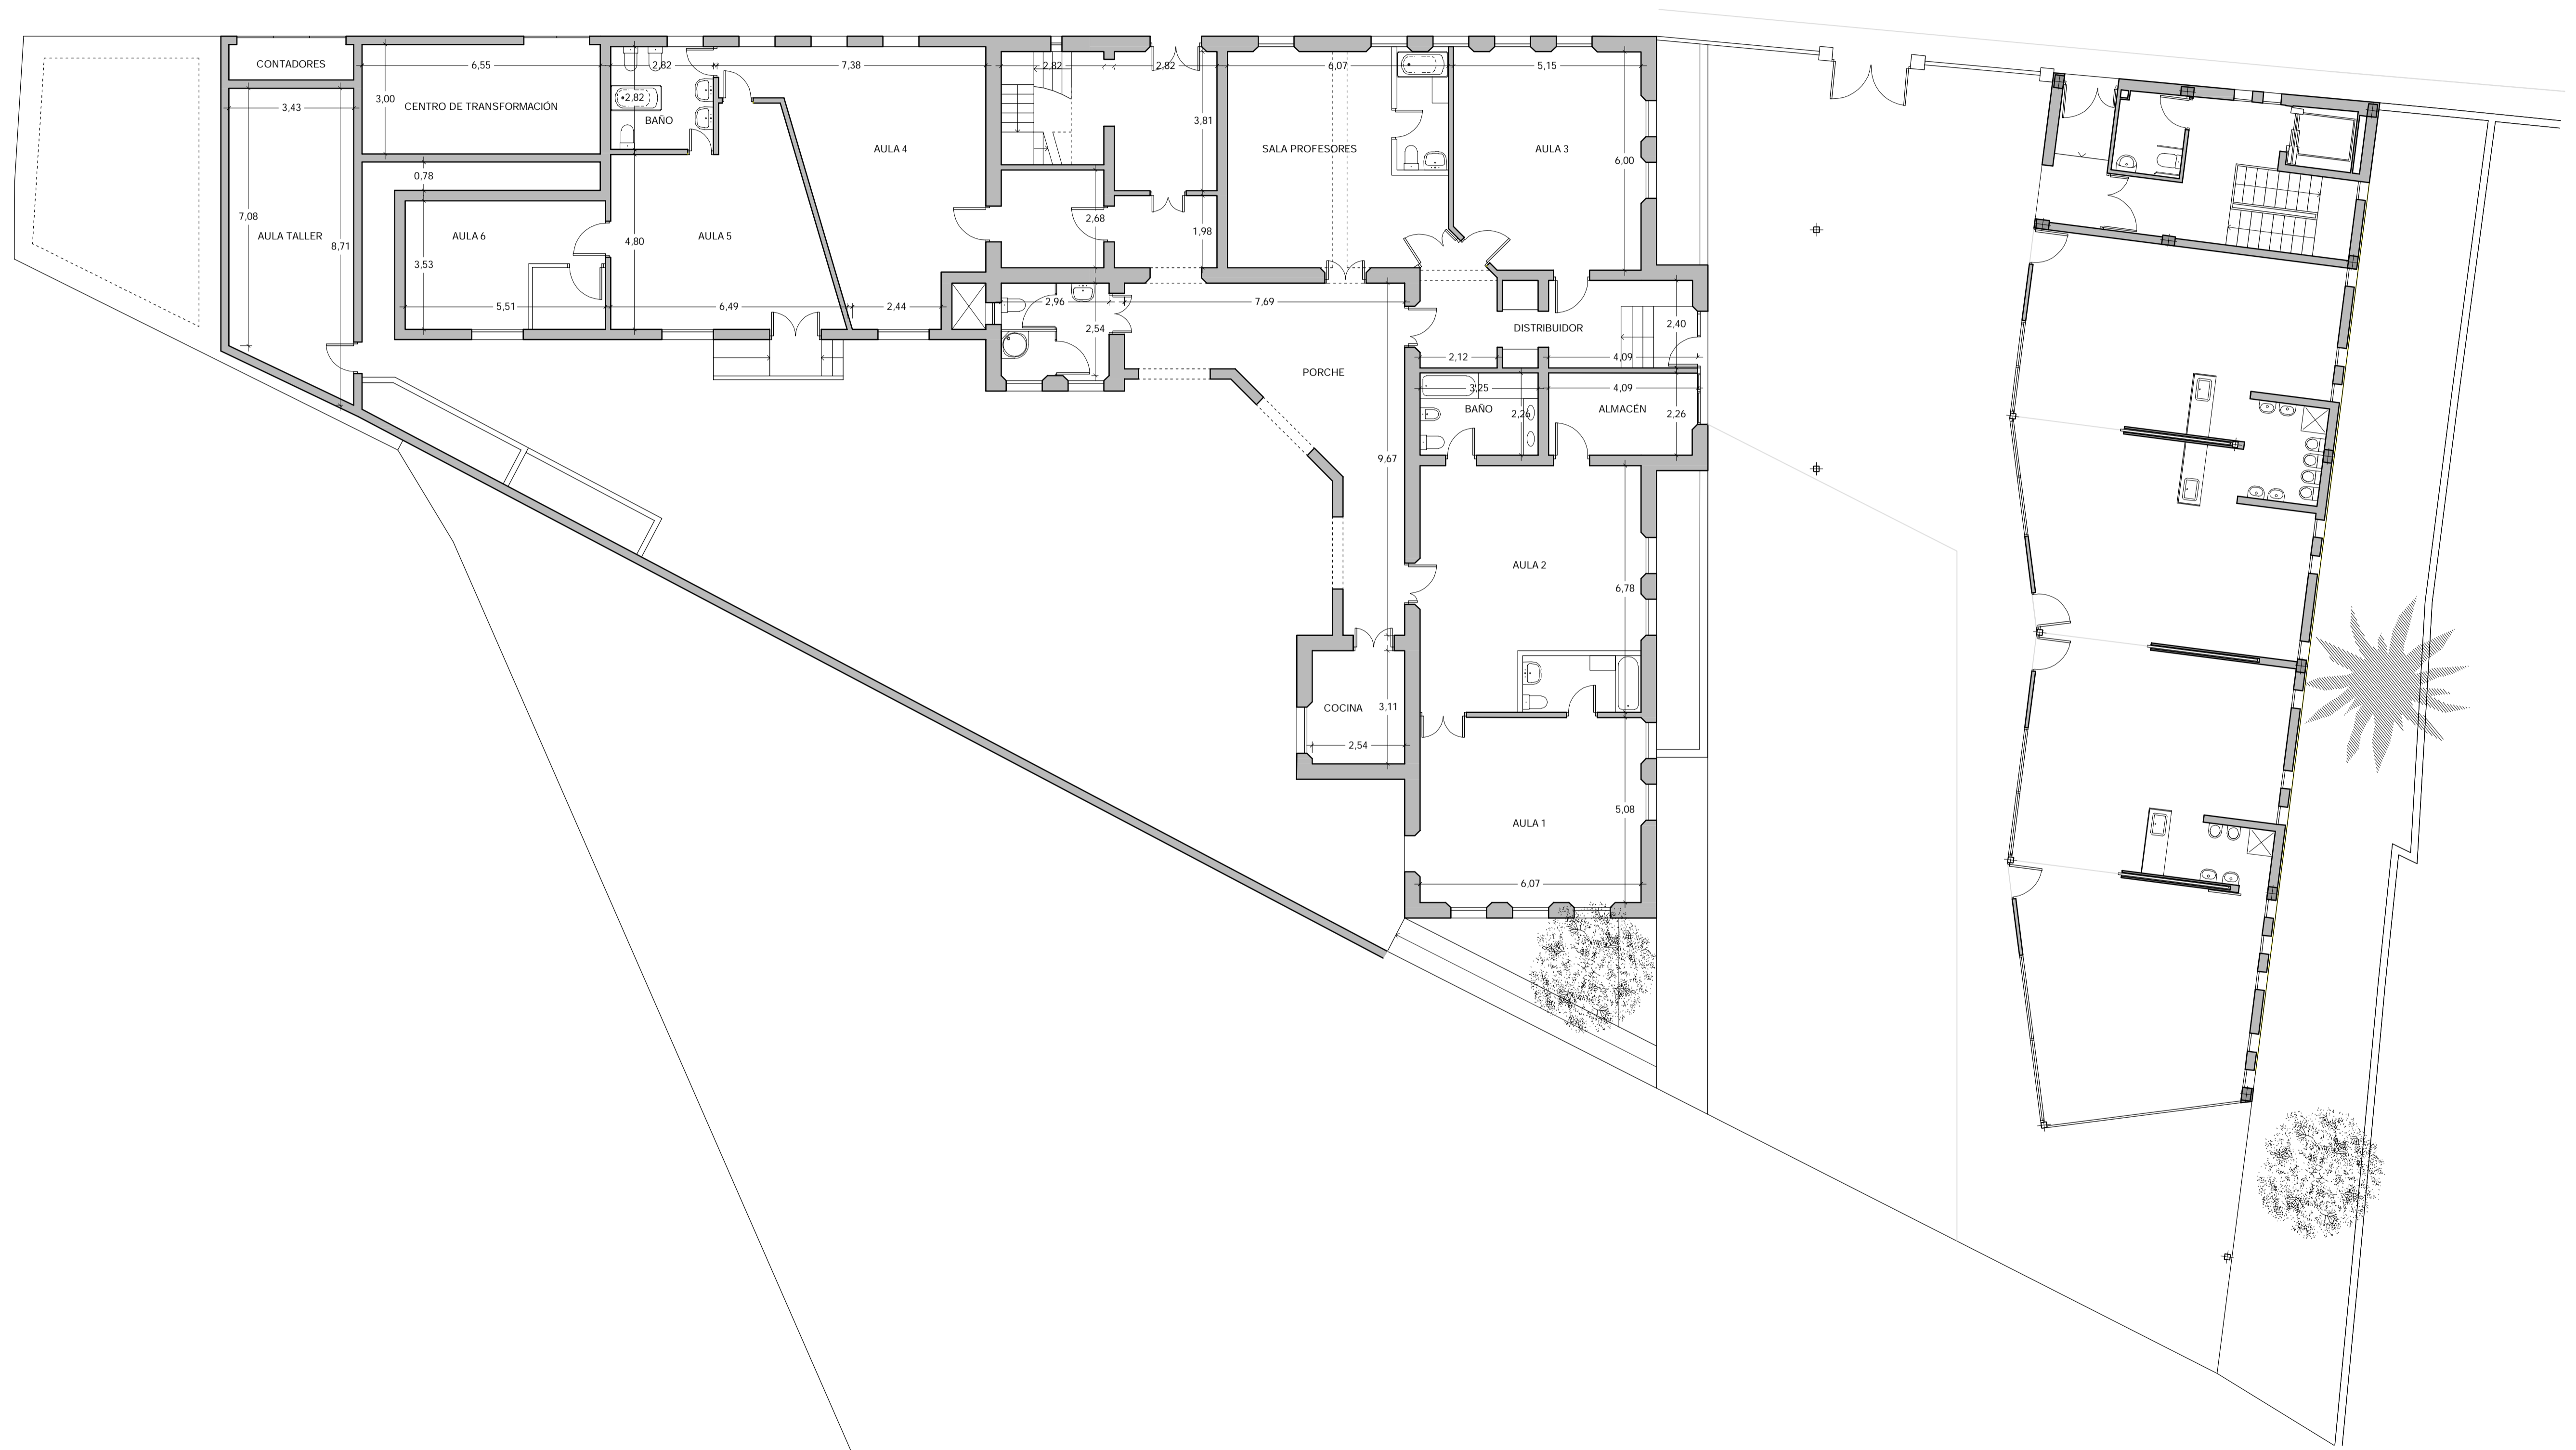 CONTADORES
6,55
2,82
7,38
2,82
2,82
6,07
5,15
3,43
3,00
CENTRO DE TRANSFORMACIÓN
2,82
BAÑO
3,81
AULA 4
SALA PROFESORES
AULA 3
6,00
0,78
7,08
AULA TALLER
8,71
AULA 6
3,53
4,80
AULA 5
2,68
1,98
5,51
6,49
2,44
2,96
7,69
2,54
DISTRIBUIDOR
2,40
2,12
4,09
PORCHE
3,25
4,09
BAÑO
2,26
ALMACÉN
2,26
9,67
AULA 2
6,78
COCINA
3,11
2,54
5,08
AULA 1
6,07